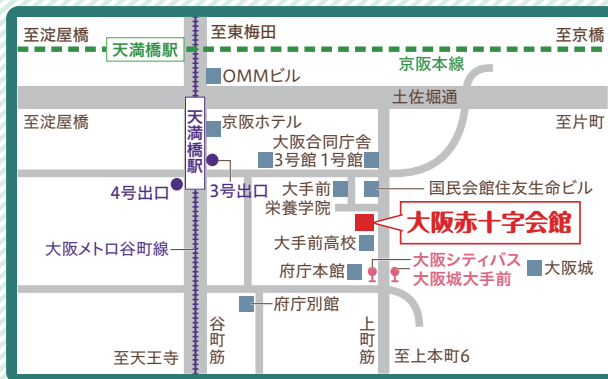 至淀屋橋
至東梅田
至京橋
天満橋駅
京阪本線
OMMビル
土佐堀通
至淀屋橋
天満橋駅
京阪ホテル
至片町
大阪合同庁舎
3号館 1号館
4号出口
3号出口
大手前
栄養学院
国民会館住友生命ビル
大阪赤十字会館
大阪メトロ谷町線
大手前高校
府庁本館
大阪シティバス
大阪城大手前
大阪城
府庁別館
谷町筋
上町筋
至天王寺
至上本町6